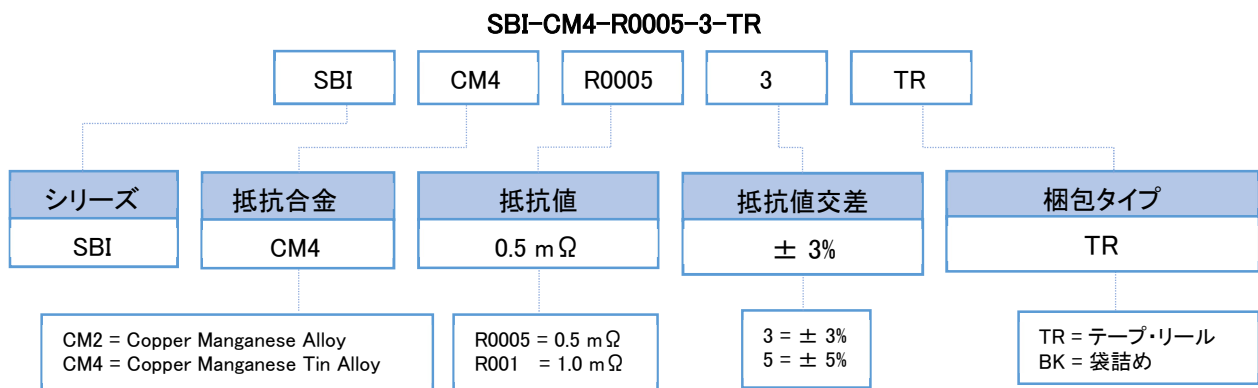 SBI-CM4-R0005-3-TR
SBI CM4 R0005 3 TR
シリーズ 抵抗合金 抵抗値 抵抗値交差 梱包タイプ
SBI CM4 0.5 mΩ ± 3% TR
CM2 = Copper Manganese Alloy
CM4 = Copper Manganese Tin Alloy
R0005 = 0.5 mΩ
R001 = 1.0 mΩ
3 = ± 3%
5 = ± 5%
TR = テープ・リール
BK = 袋詰め